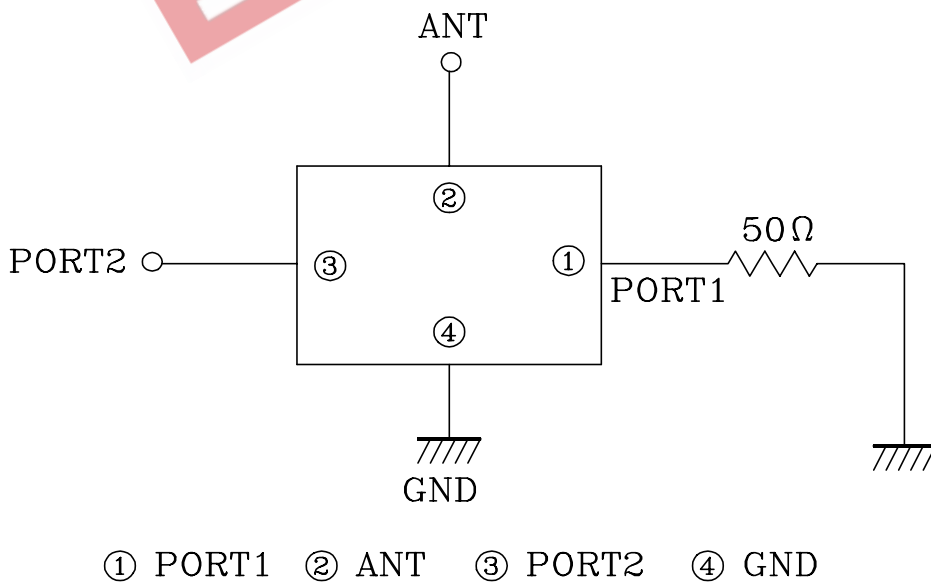 ANT
②
50Ω
PORT2
③
①
PORT1
④
GND
① PORT1 ② ANT ③ PORT2 ④ GND